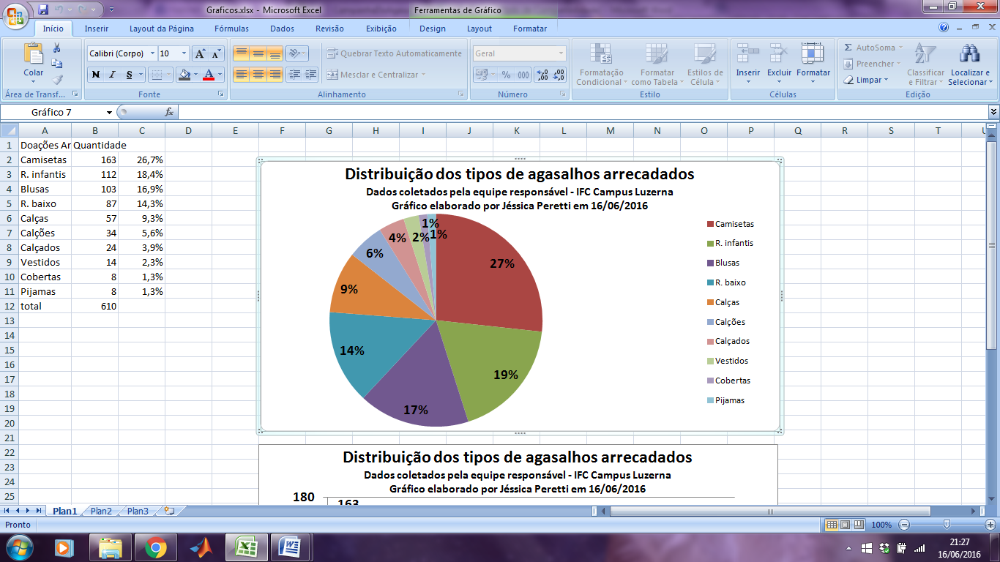 Graficos.xlsx - Microsoft Excel
Ferramentas de Gráfico
Início Inserir Layout da Página Fórmulas Dados Revisão Exibição Design Layout Formatar
Colar
Área de Transf...
Calibri (Corpo) 10
N I S
Fonte
Quebrar Texto Automaticamente
Mesclar e Centralizar
Alinhamento
Geral
% 000
Número
Formatação Condicional
Formatar como Tabela
Estilos de Célula
Estilo
Inserir Excluir Formatar
Células
AutoSoma
Preencher
Limpar
Classificar e Filtrar
Localizar e Selecionar
Edição
Gráfico 7
fx
A B C D E F G H I J K L M N O P Q R S T U
1 Doações Ar Quantidade
2 Camisetas 163 26,7%
3 R. infantis 112 18,4%
4 Blusas 103 16,9%
5 R. baixo 87 14,3%
6 Calças 57 9,3%
7 Calções 34 5,6%
8 Calçados 24 3,9%
9 Vestidos 14 2,3%
10 Cobertas 8 1,3%
11 Pijamas 8 1,3%
12 total 610
13
14
15
16
17
18
19
20
21
22
23
24
25
Distribuição dos tipos de agasalhos arrecadados
Dados coletados pela equipe responsável - IFC Campus Luzerna
Gráfico elaborado por Jéssica Peretti em 16/06/2016
27%
19%
17%
14%
9%
6%
4%
2%
1%
1%
Camisetas
R. infantis
Blusas
R. baixo
Calças
Calções
Calçados
Vestidos
Cobertas
Pijamas
Distribuição dos tipos de agasalhos arrecadados
Dados coletados pela equipe responsável - IFC Campus Luzerna
Gráfico elaborado por Jéssica Peretti em 16/06/2016
180
163
Plan1 Plan2 Plan3
Pronto
100%
21:27
16/06/2016